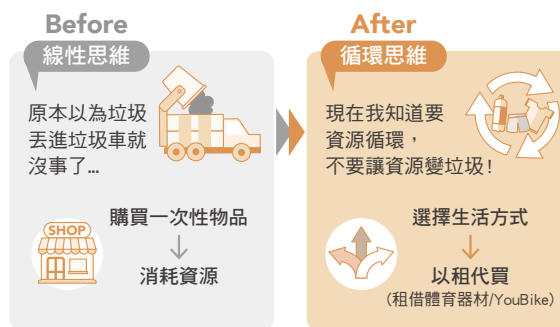 Before
線性思維
原本以為垃圾
丟進垃圾車就
沒事了…
SHOP
購買一次性物品
↓
消耗資源
After
循環思維
現在我知道要
資源循環，
不要讓資源變垃圾！
選擇生活方式
↓
以租代買
（租借體育器材/YouBike）